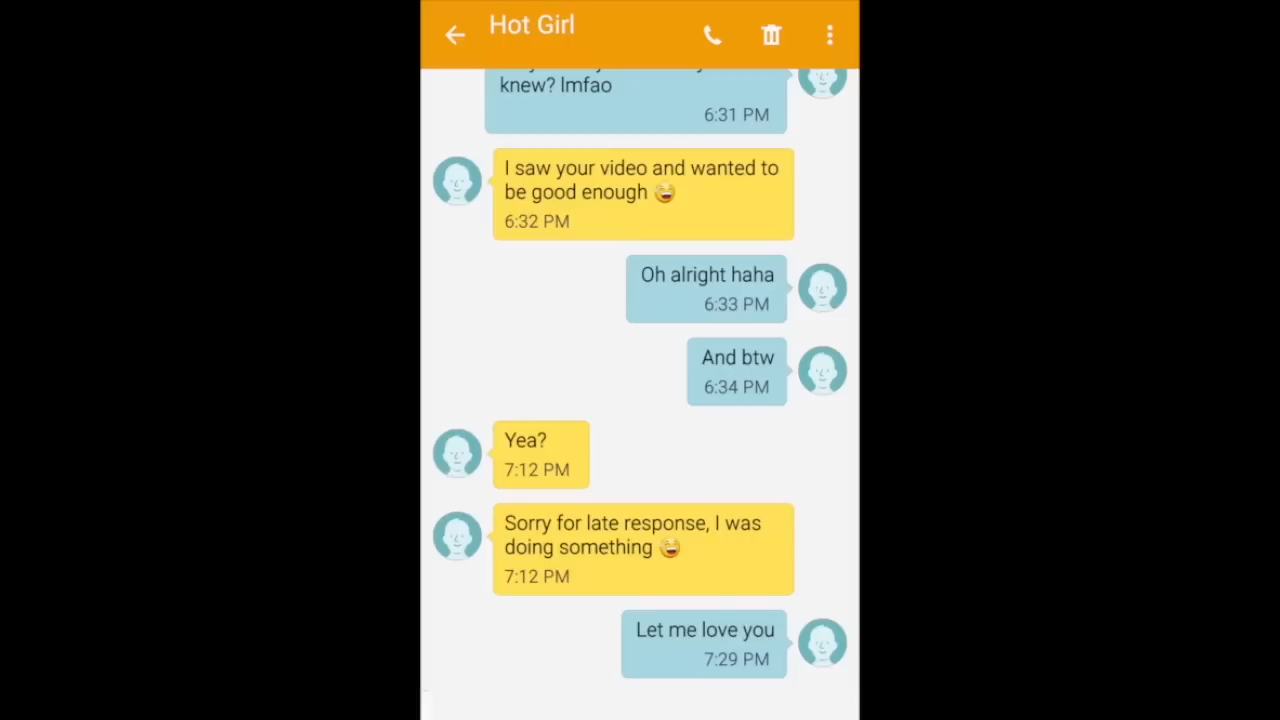 Hot Girl
knew? lmfao
6:31 PM
I saw your video and wanted to
be good enough 😆
6:32 PM
Oh alright haha
6:33 PM
And btw
6:34 PM
Yea?
7:12 PM
Sorry for late response, I was
doing something 😆
7:12 PM
Let me love you
7:29 PM